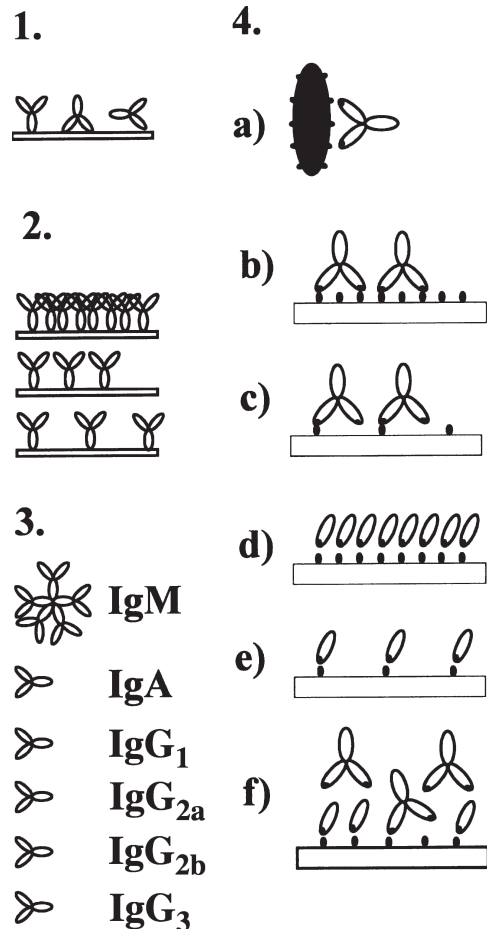 1.
2.
3.
IgM
IgA
IgG1
IgG2a
IgG2b
IgG3
4.
a)
b)
c)
d)
e)
f)